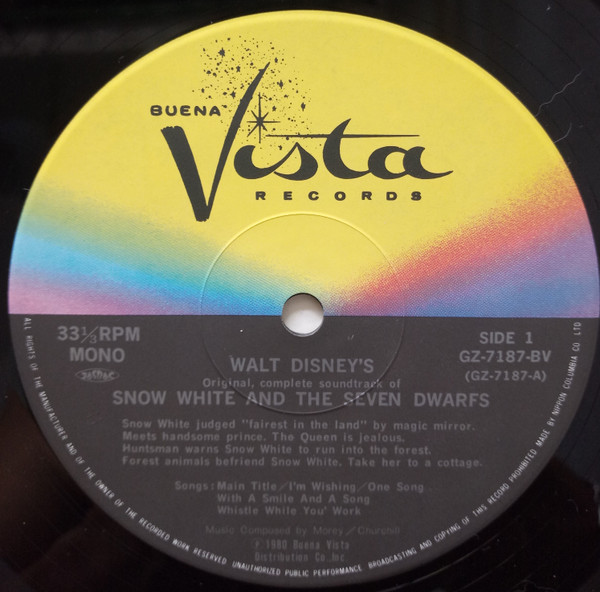 BUENA
Vista
RECORDS
33 1/3 RPM
MONO
SIDE 1
GZ-7187-BV
(GZ-7187-A)
WALT DISNEY'S
Original, complete soundtrack of
SNOW WHITE AND THE SEVEN DWARFS
Snow White judged "fairest in the land" by magic mirror.
Meets handsome prince. The Queen is jealous.
Huntsman warns Snow White to run into the forest.
Forest animals befriend Snow White. Take her to a cottage.
Songs: Main Title/I'm Wishing/One Song
With A Smile And A Song
Whistle While You' Work
Music Composed by Morey/Churchill
℗ 1980 Buena Vista
Distribution Co., Inc.
ALL RIGHTS OF THE MANUFACTURER AND OF THE OWNER OF THE RECORDED WORK RESERVED UNAUTHORIZED PUBLIC PERFORMANCE BROADCASTING AND COPYING OF THIS RECORD PROHIBITED MADE BY NIPPON COLUMBIA CO LTD